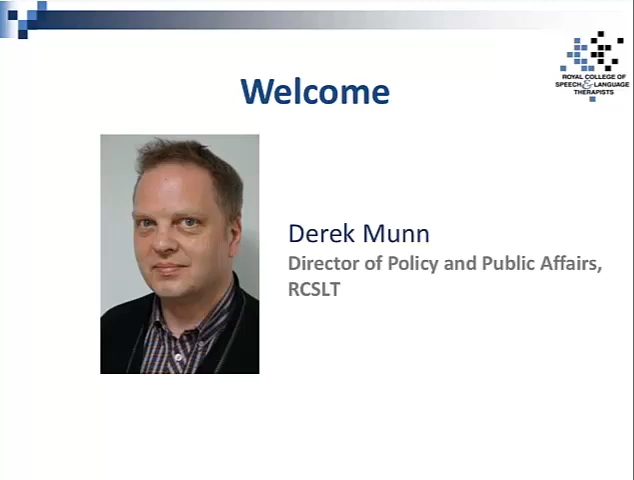 ROYAL COLLEGE OF
SPEECH & LANGUAGE
THERAPISTS
Welcome
Derek Munn
Director of Policy and Public Affairs,
RCSLT